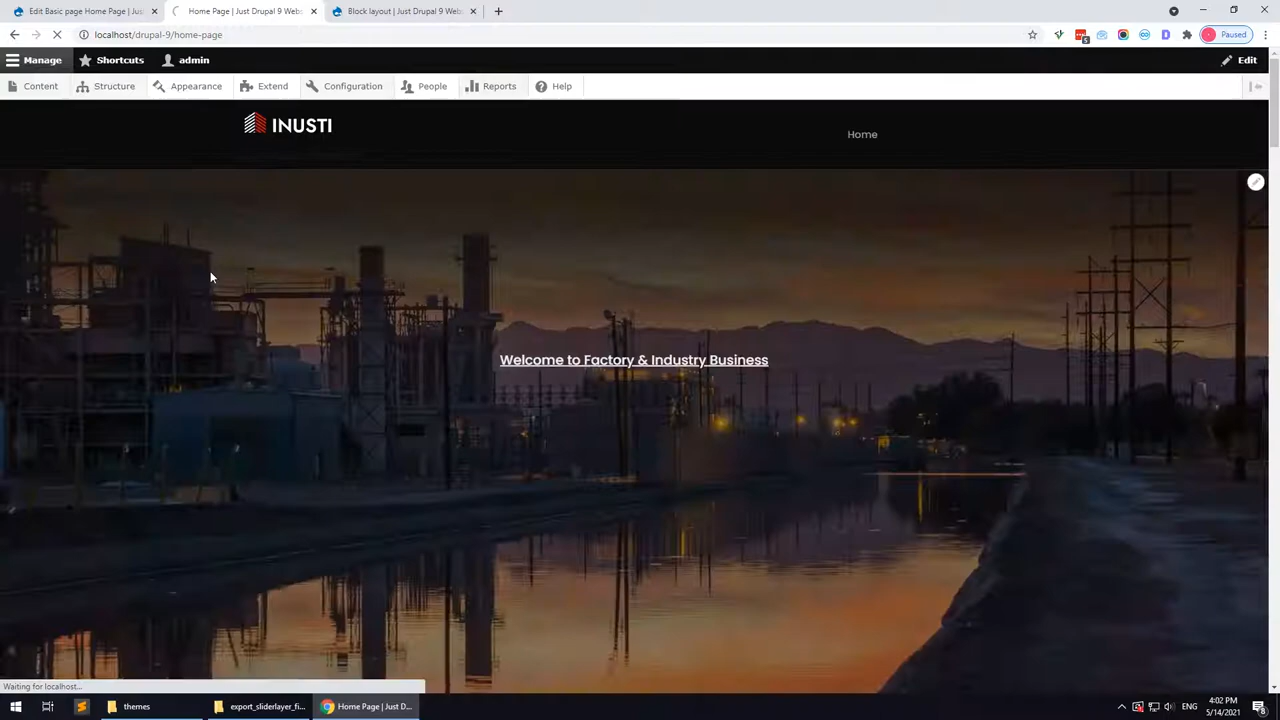 Edit Basic page Home Page | Jus
Home Page | Just Drupal 9 Webs
Block layout | Just Drupal 9 Web
localhost/drupal-9/home-page
5
Paused
Manage
Shortcuts
admin
Edit
Content
Structure
Appearance
Extend
Configuration
People
Reports
Help
INUSTI
Home
Welcome to Factory & Industry Business
Waiting for localhost...
themes
export_sliderlayer_fi...
Home Page | Just D...
ENG
4:02 PM
5/14/2021
8